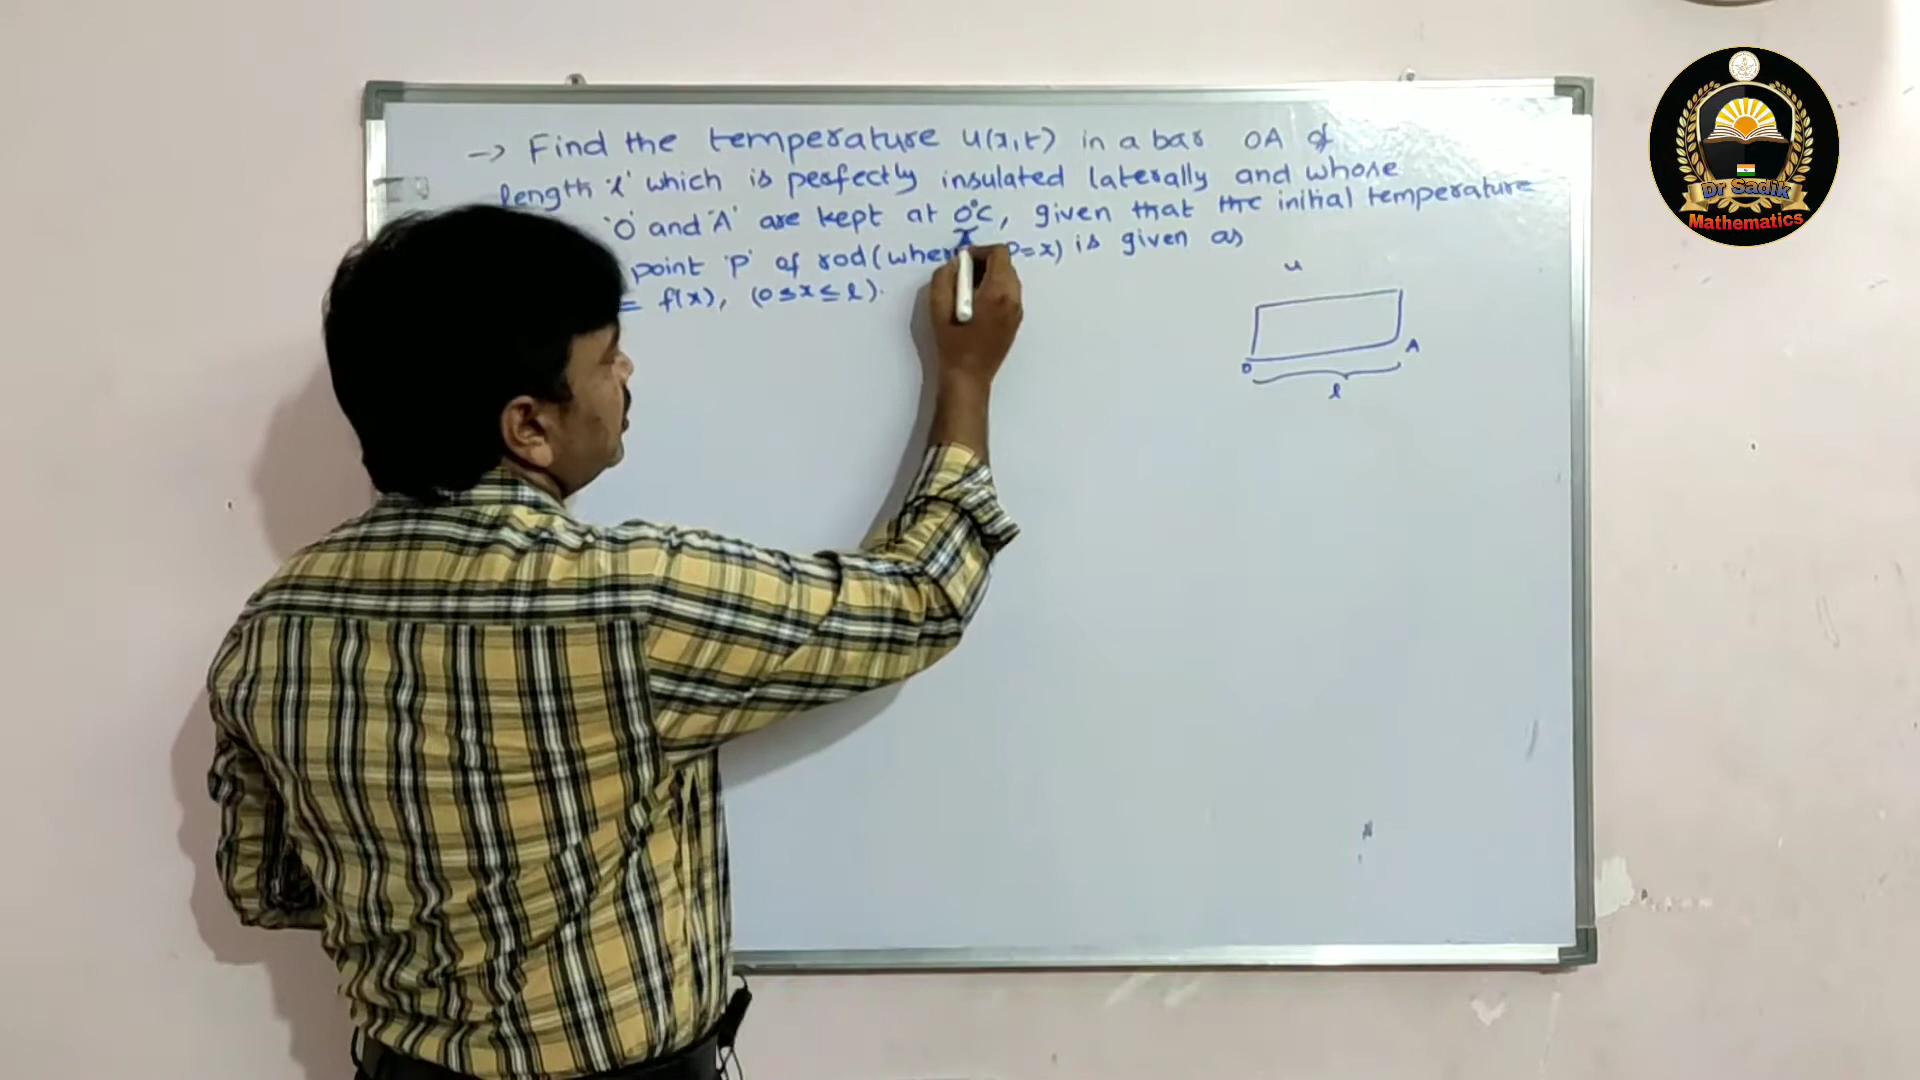 → Find the temperature u(x,t) in a bar OA of
length 'l' which is perfectly insulated laterally and whose
'O' and 'A' are kept at 0°C, given that the initial temperature
point 'P' of rod (where P=x) is given as
= f(x), (0≤x≤l).
u
O A
l
Dr Sadik
Mathematics